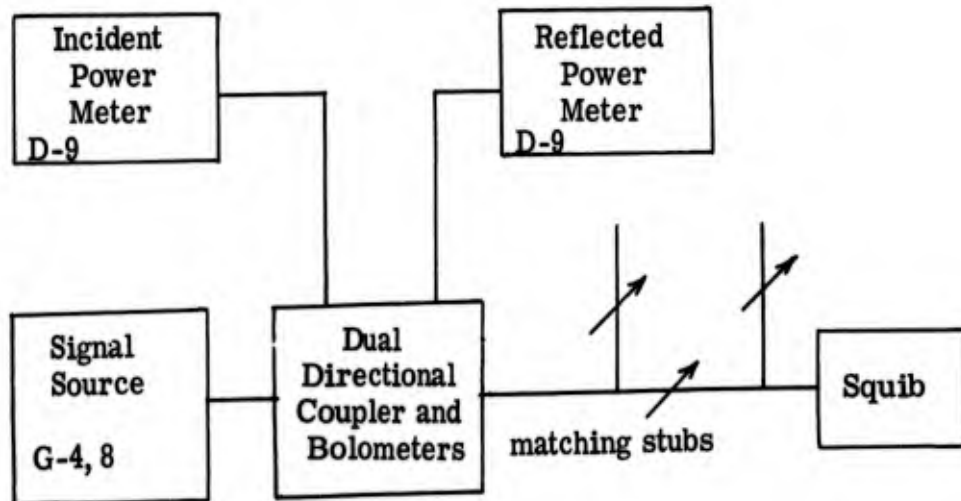 Incident
Power
Meter
D-9
Reflected
Power
Meter
D-9
Signal
Source
G-4, 8
Dual
Directional
Coupler and
Bolometers
matching stubs
Squib